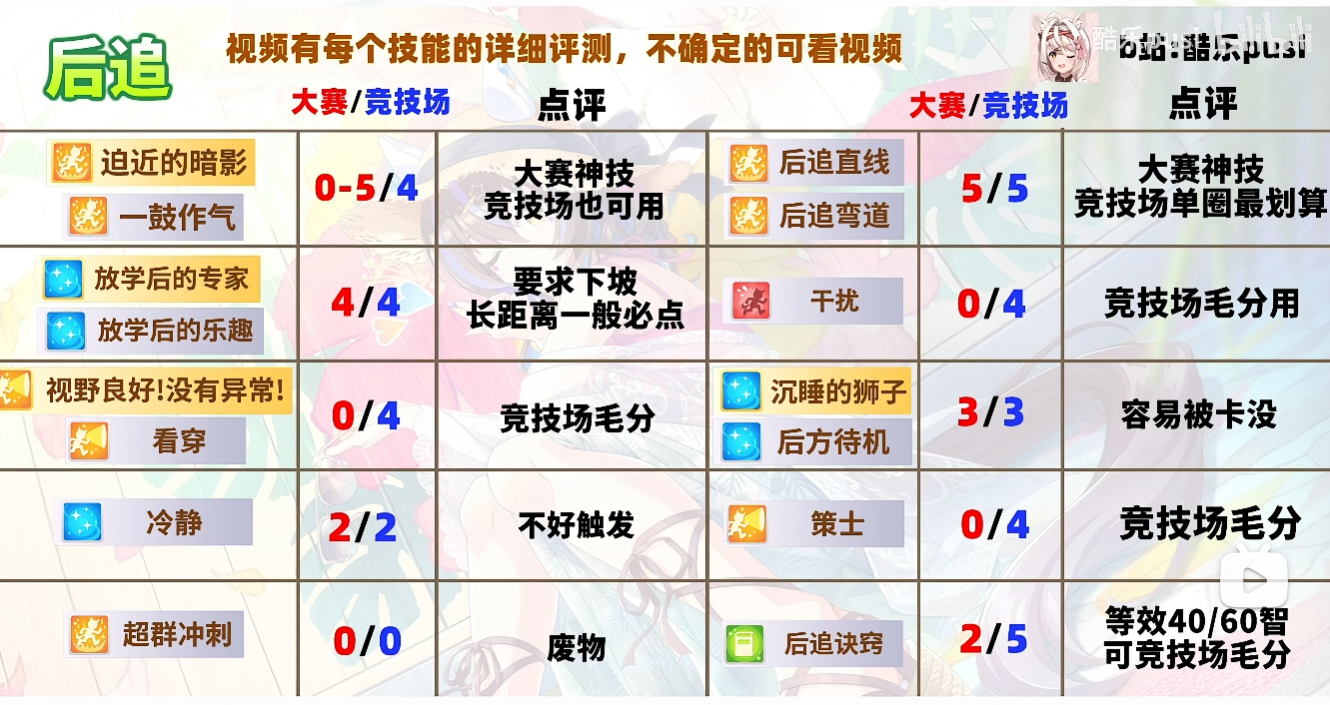 后追
视频有每个技能的详细评测，不确定的可看视频
b站:酷乐pusi
大赛/竞技场
点评
大赛/竞技场
点评
迫近的暗影
一鼓作气
0-5/4
大赛神技
竞技场也可用
后追直线
后追弯道
5/5
大赛神技
竞技场单圈最划算
放学后的专家
放学后的乐趣
4/4
要求下坡
长距离一般必点
干扰
0/4
竞技场毛分用
视野良好!没有异常!
看穿
0/4
竞技场毛分
沉睡的狮子
后方待机
3/3
容易被卡没
冷静
2/2
不好触发
策士
0/4
竞技场毛分
超群冲刺
0/0
废物
后追诀窍
2/5
等效40/60智
可竞技场毛分